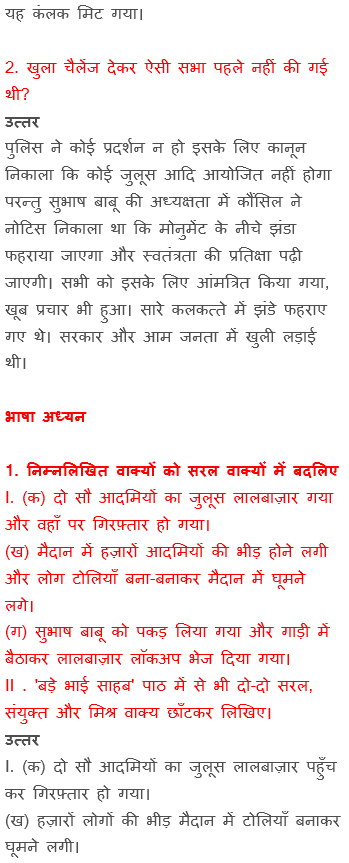 यह कंलक मिट गया।
2. खुला चैलेंज देकर ऐसी सभा पहले नहीं की गई
थी?
उत्तर
पुलिस ने कोई प्रदर्शन न हो इसके लिए कानून
निकाला कि कोई जुलूस आदि आयोजित नहीं होगा
परन्तु सुभाष बाबू की अध्यक्षता में कौंसिल ने
नोटिस निकाला था कि मोनुमेंट के नीचे झंडा
फहराया जाएगा और स्वतंत्रता की प्रतिक्षा पढ़ी
जाएगी। सभी को इसके लिए आंमत्रित किया गया,
खूब प्रचार भी हुआ। सारे कलकत्ते में झंडे फहराए
गए थे। सरकार और आम जनता में खुली लड़ाई
थी।
भाषा अध्यन
1. निम्नलिखित वाक्यों को सरल वाक्यों में बदलिए
I. (क) दो सौ आदमियों का जुलूस लालबाज़ार गया
और वहाँ पर गिरफ़्तार हो गया।
(ख) मैदान में हज़ारों आदमियों की भीड़ होने लगी
और लोग टोलियाँ बना-बनाकर मैदान में घूमने
लगे।
(ग) सुभाष बाबू को पकड़ लिया गया और गाड़ी में
बैठाकर लालबाज़ार लॉकअप भेज दिया गया।
II . 'बड़े भाई साहब' पाठ में से भी दो-दो सरल,
संयुक्त और मिश्र वाक्य छाँटकर लिखिए।
उत्तर
I. (क) दो सौ आदमियों का जुलूस लालबाज़ार पहुँच
कर गिरफ़्तार हो गया।
(ख) हज़ारों लोगों की भीड़ मैदान में टोलियाँ बनाकर
घूमने लगी।